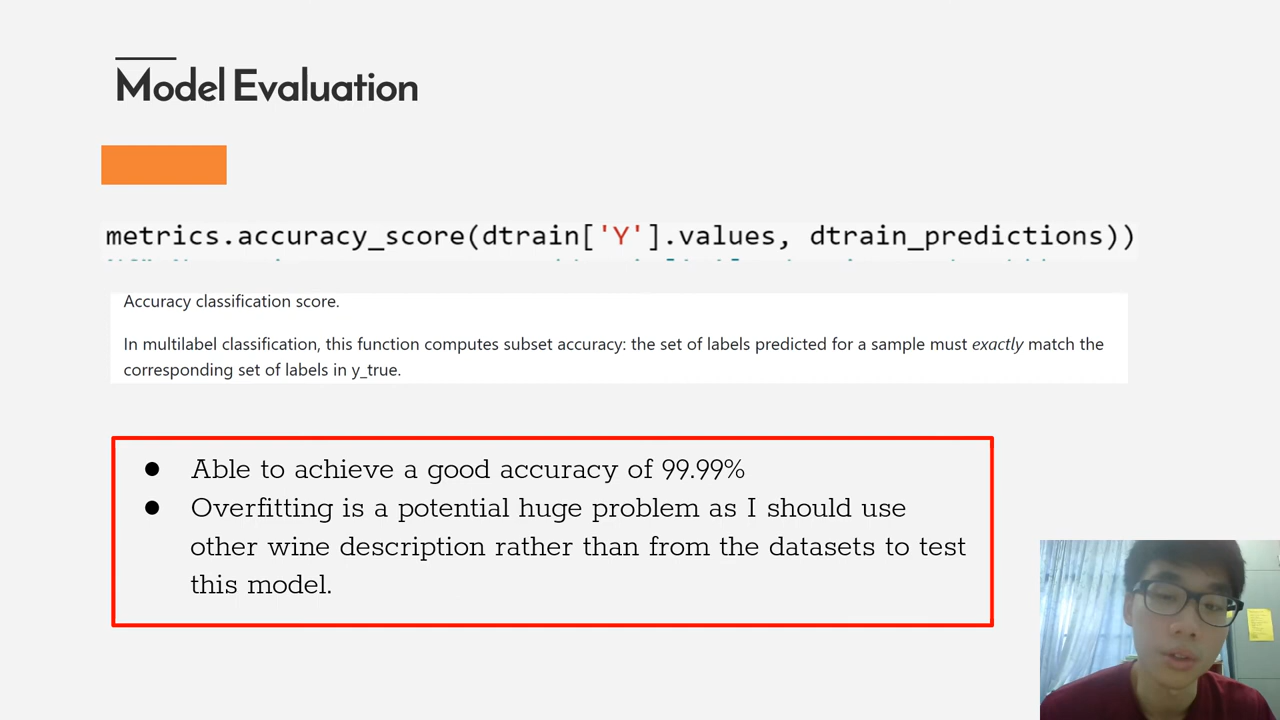 Model Evaluation
metrics.accuracy_score(dtrain['Y'].values, dtrain_predictions))
Accuracy classification score.
In multilabel classification, this function computes subset accuracy: the set of labels predicted for a sample must exactly match the
corresponding set of labels in y_true.
● Able to achieve a good accuracy of 99.99%
● Overfitting is a potential huge problem as I should use
other wine description rather than from the datasets to test
this model.